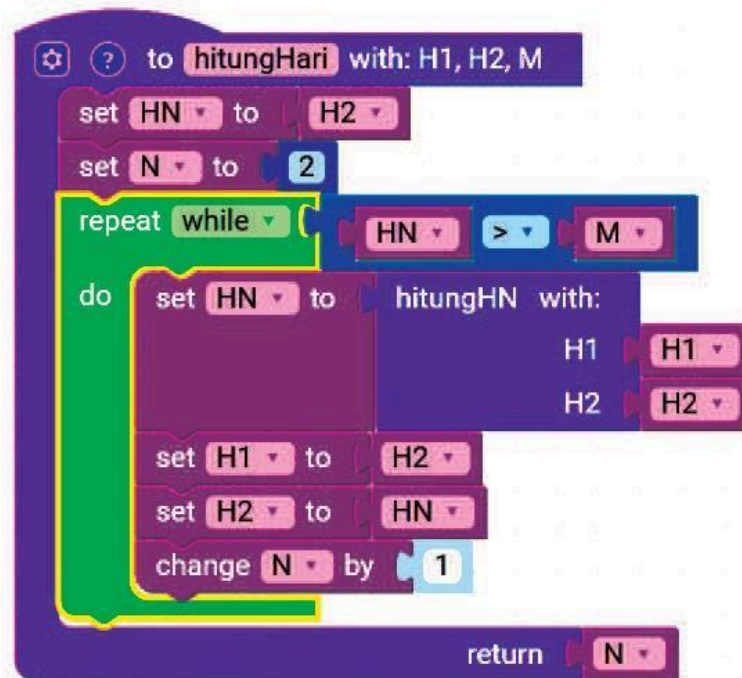 ? to hitungHari with: H1, H2, M
set HN to H2
set N to 2
repeat while HN > M
do set HN to hitungHN with:
H1 H1
H2 H2
set H1 to H2
set H2 to HN
change N by 1
return N